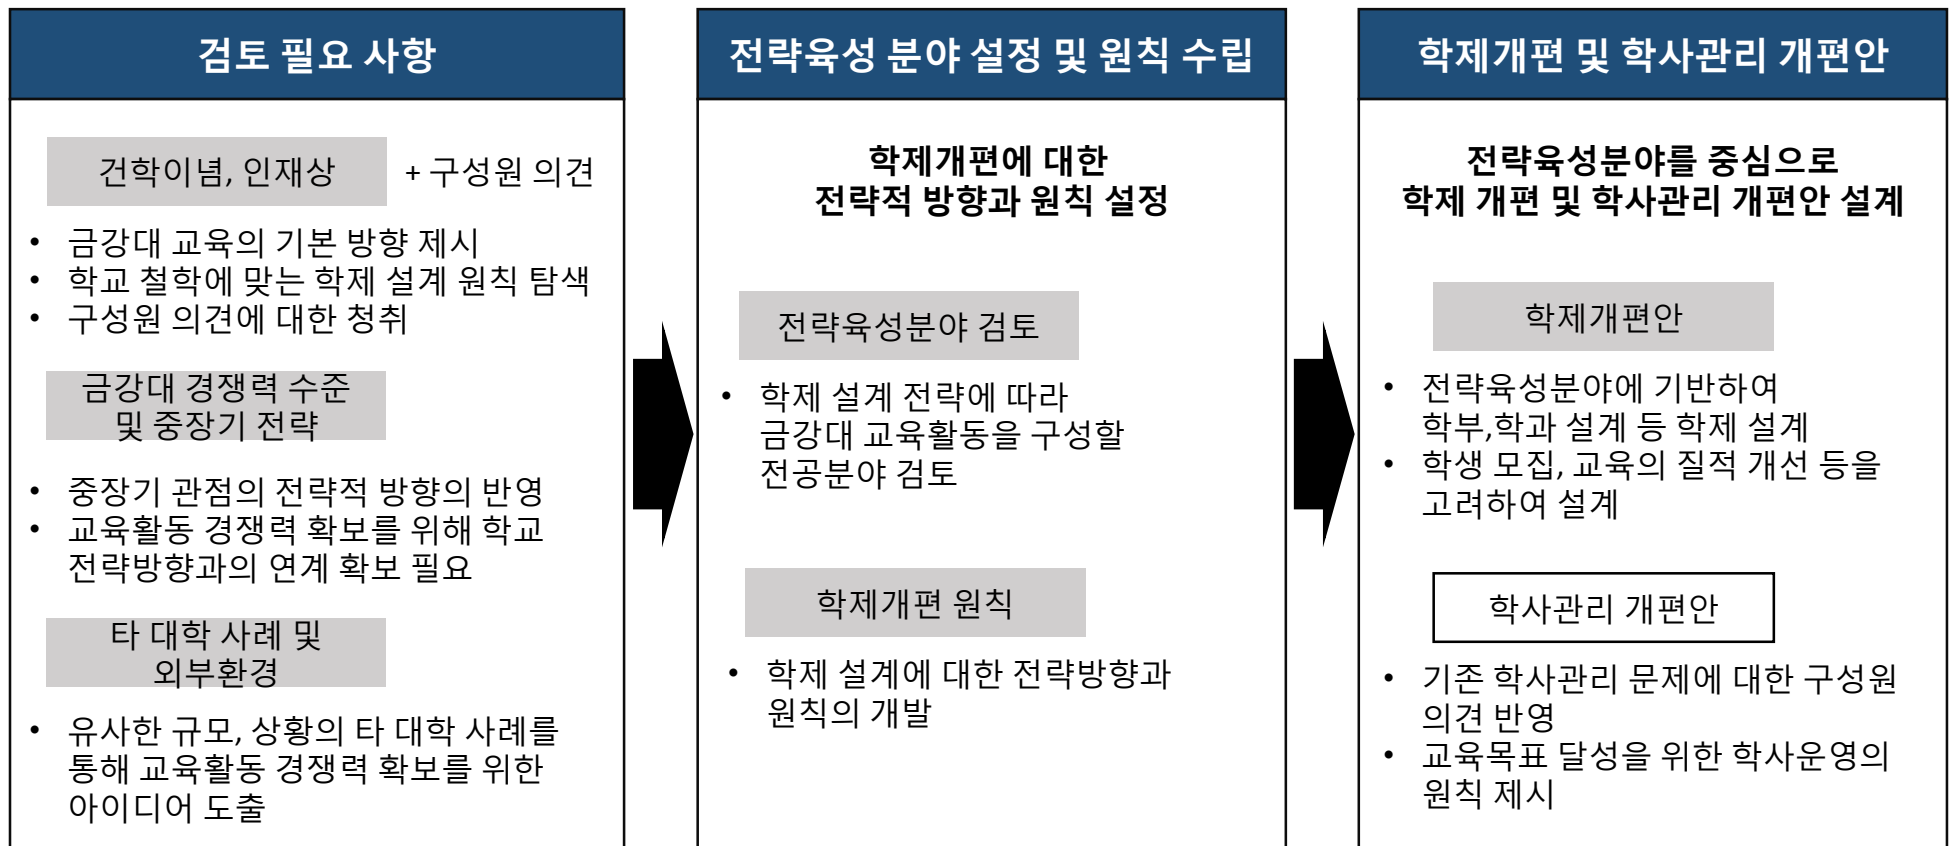 검토 필요 사항
건학이념, 인재상
+ 구성원 의견
• 금강대 교육의 기본 방향 제시
• 학교 철학에 맞는 학제 설계 원칙 탐색
• 구성원 의견에 대한 청취
금강대 경쟁력 수준
및 중장기 전략
• 중장기 관점의 전략적 방향의 반영
• 교육활동 경쟁력 확보를 위해 학교
전략방향과의 연계 확보 필요
타 대학 사례 및
외부환경
• 유사한 규모, 상황의 타 대학 사례를
통해 교육활동 경쟁력 확보를 위한
아이디어 도출
전략육성 분야 설정 및 원칙 수립
학제개편에 대한
전략적 방향과 원칙 설정
전략육성분야 검토
• 학제 설계 전략에 따라
금강대 교육활동을 구성할
전공분야 검토
학제개편 원칙
• 학제 설계에 대한 전략방향과
원칙의 개발
학제개편 및 학사관리 개편안
전략육성분야를 중심으로
학제 개편 및 학사관리 개편안 설계
학제개편안
• 전략육성분야에 기반하여
학부,학과 설계 등 학제 설계
• 학생 모집, 교육의 질적 개선 등을
고려하여 설계
학사관리 개편안
• 기존 학사관리 문제에 대한 구성원
의견 반영
• 교육목표 달성을 위한 학사운영의
원칙 제시